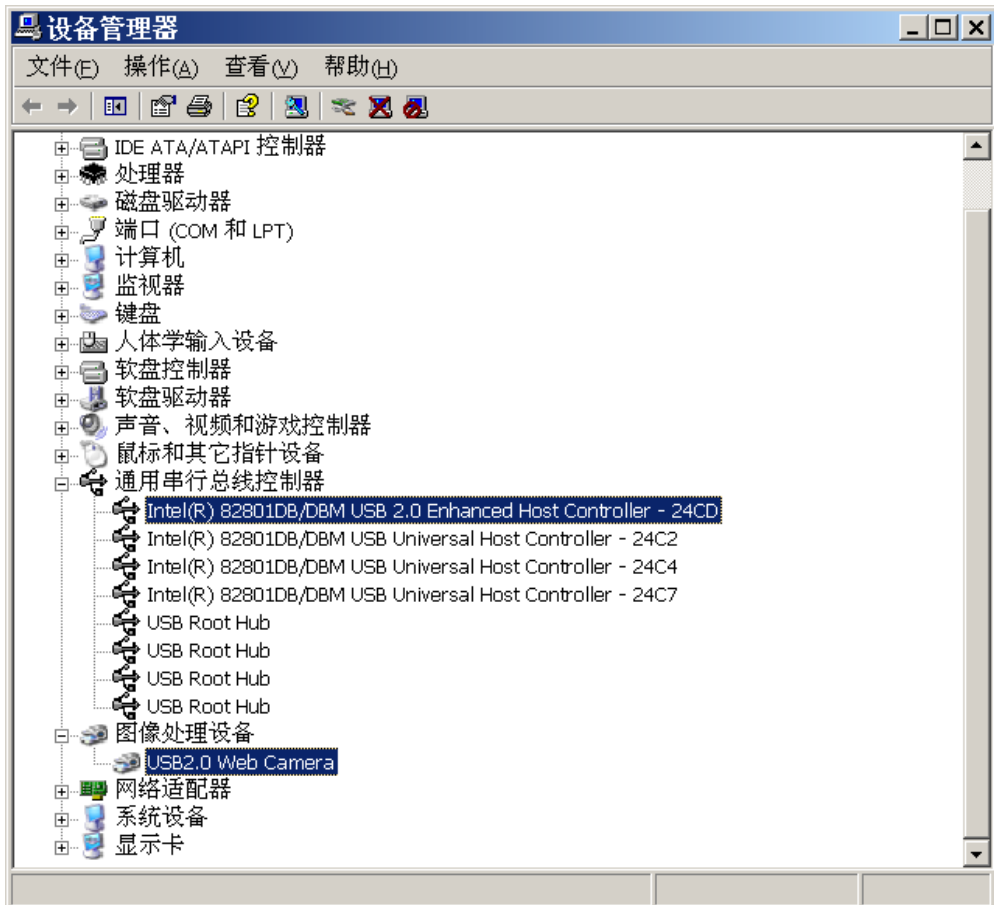 设备管理器
文件(F) 操作(A) 查看(V) 帮助(H)
IDE ATA/ATAPI 控制器
处理器
磁盘驱动器
端口 (COM 和 LPT)
计算机
监视器
键盘
人体学输入设备
软盘控制器
软盘驱动器
声音、视频和游戏控制器
鼠标和其它指针设备
通用串行总线控制器
Intel(R) 82801DB/DBM USB 2.0 Enhanced Host Controller - 24CD
Intel(R) 82801DB/DBM USB Universal Host Controller - 24C2
Intel(R) 82801DB/DBM USB Universal Host Controller - 24C4
Intel(R) 82801DB/DBM USB Universal Host Controller - 24C7
USB Root Hub
USB Root Hub
USB Root Hub
USB Root Hub
图像处理设备
USB2.0 Web Camera
网络适配器
系统设备
显示卡